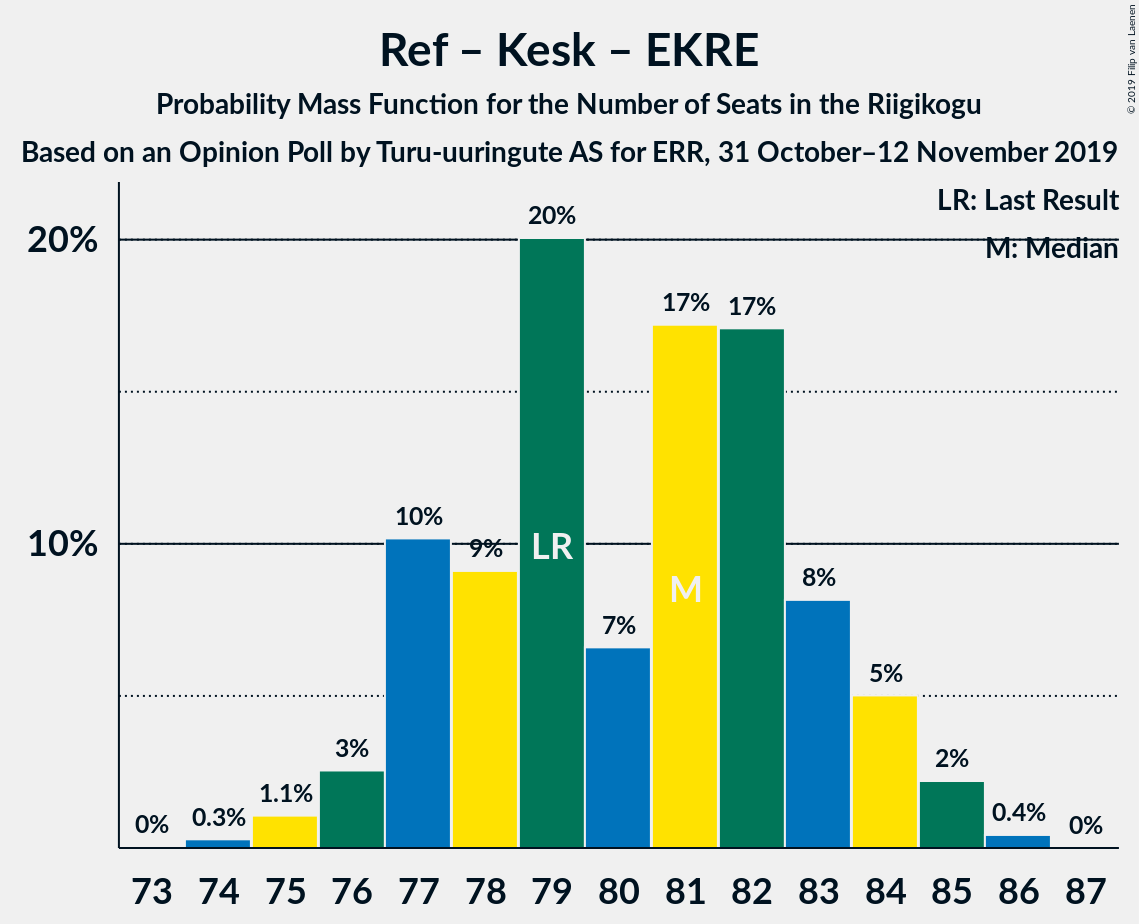 Ref – Kesk – EKRE
Probability Mass Function for the Number of Seats in the Riigikogu
Based on an Opinion Poll by Turu-uuringute AS for ERR, 31 October–12 November 2019
© 2019 Filip van Laenen
LR: Last Result
M: Median
20%
10%
0%
0.3%
1.1%
3%
10%
9%
20%
7%
17%
17%
8%
5%
2%
0.4%
0%
LR
M
73 74 75 76 77 78 79 80 81 82 83 84 85 86 87